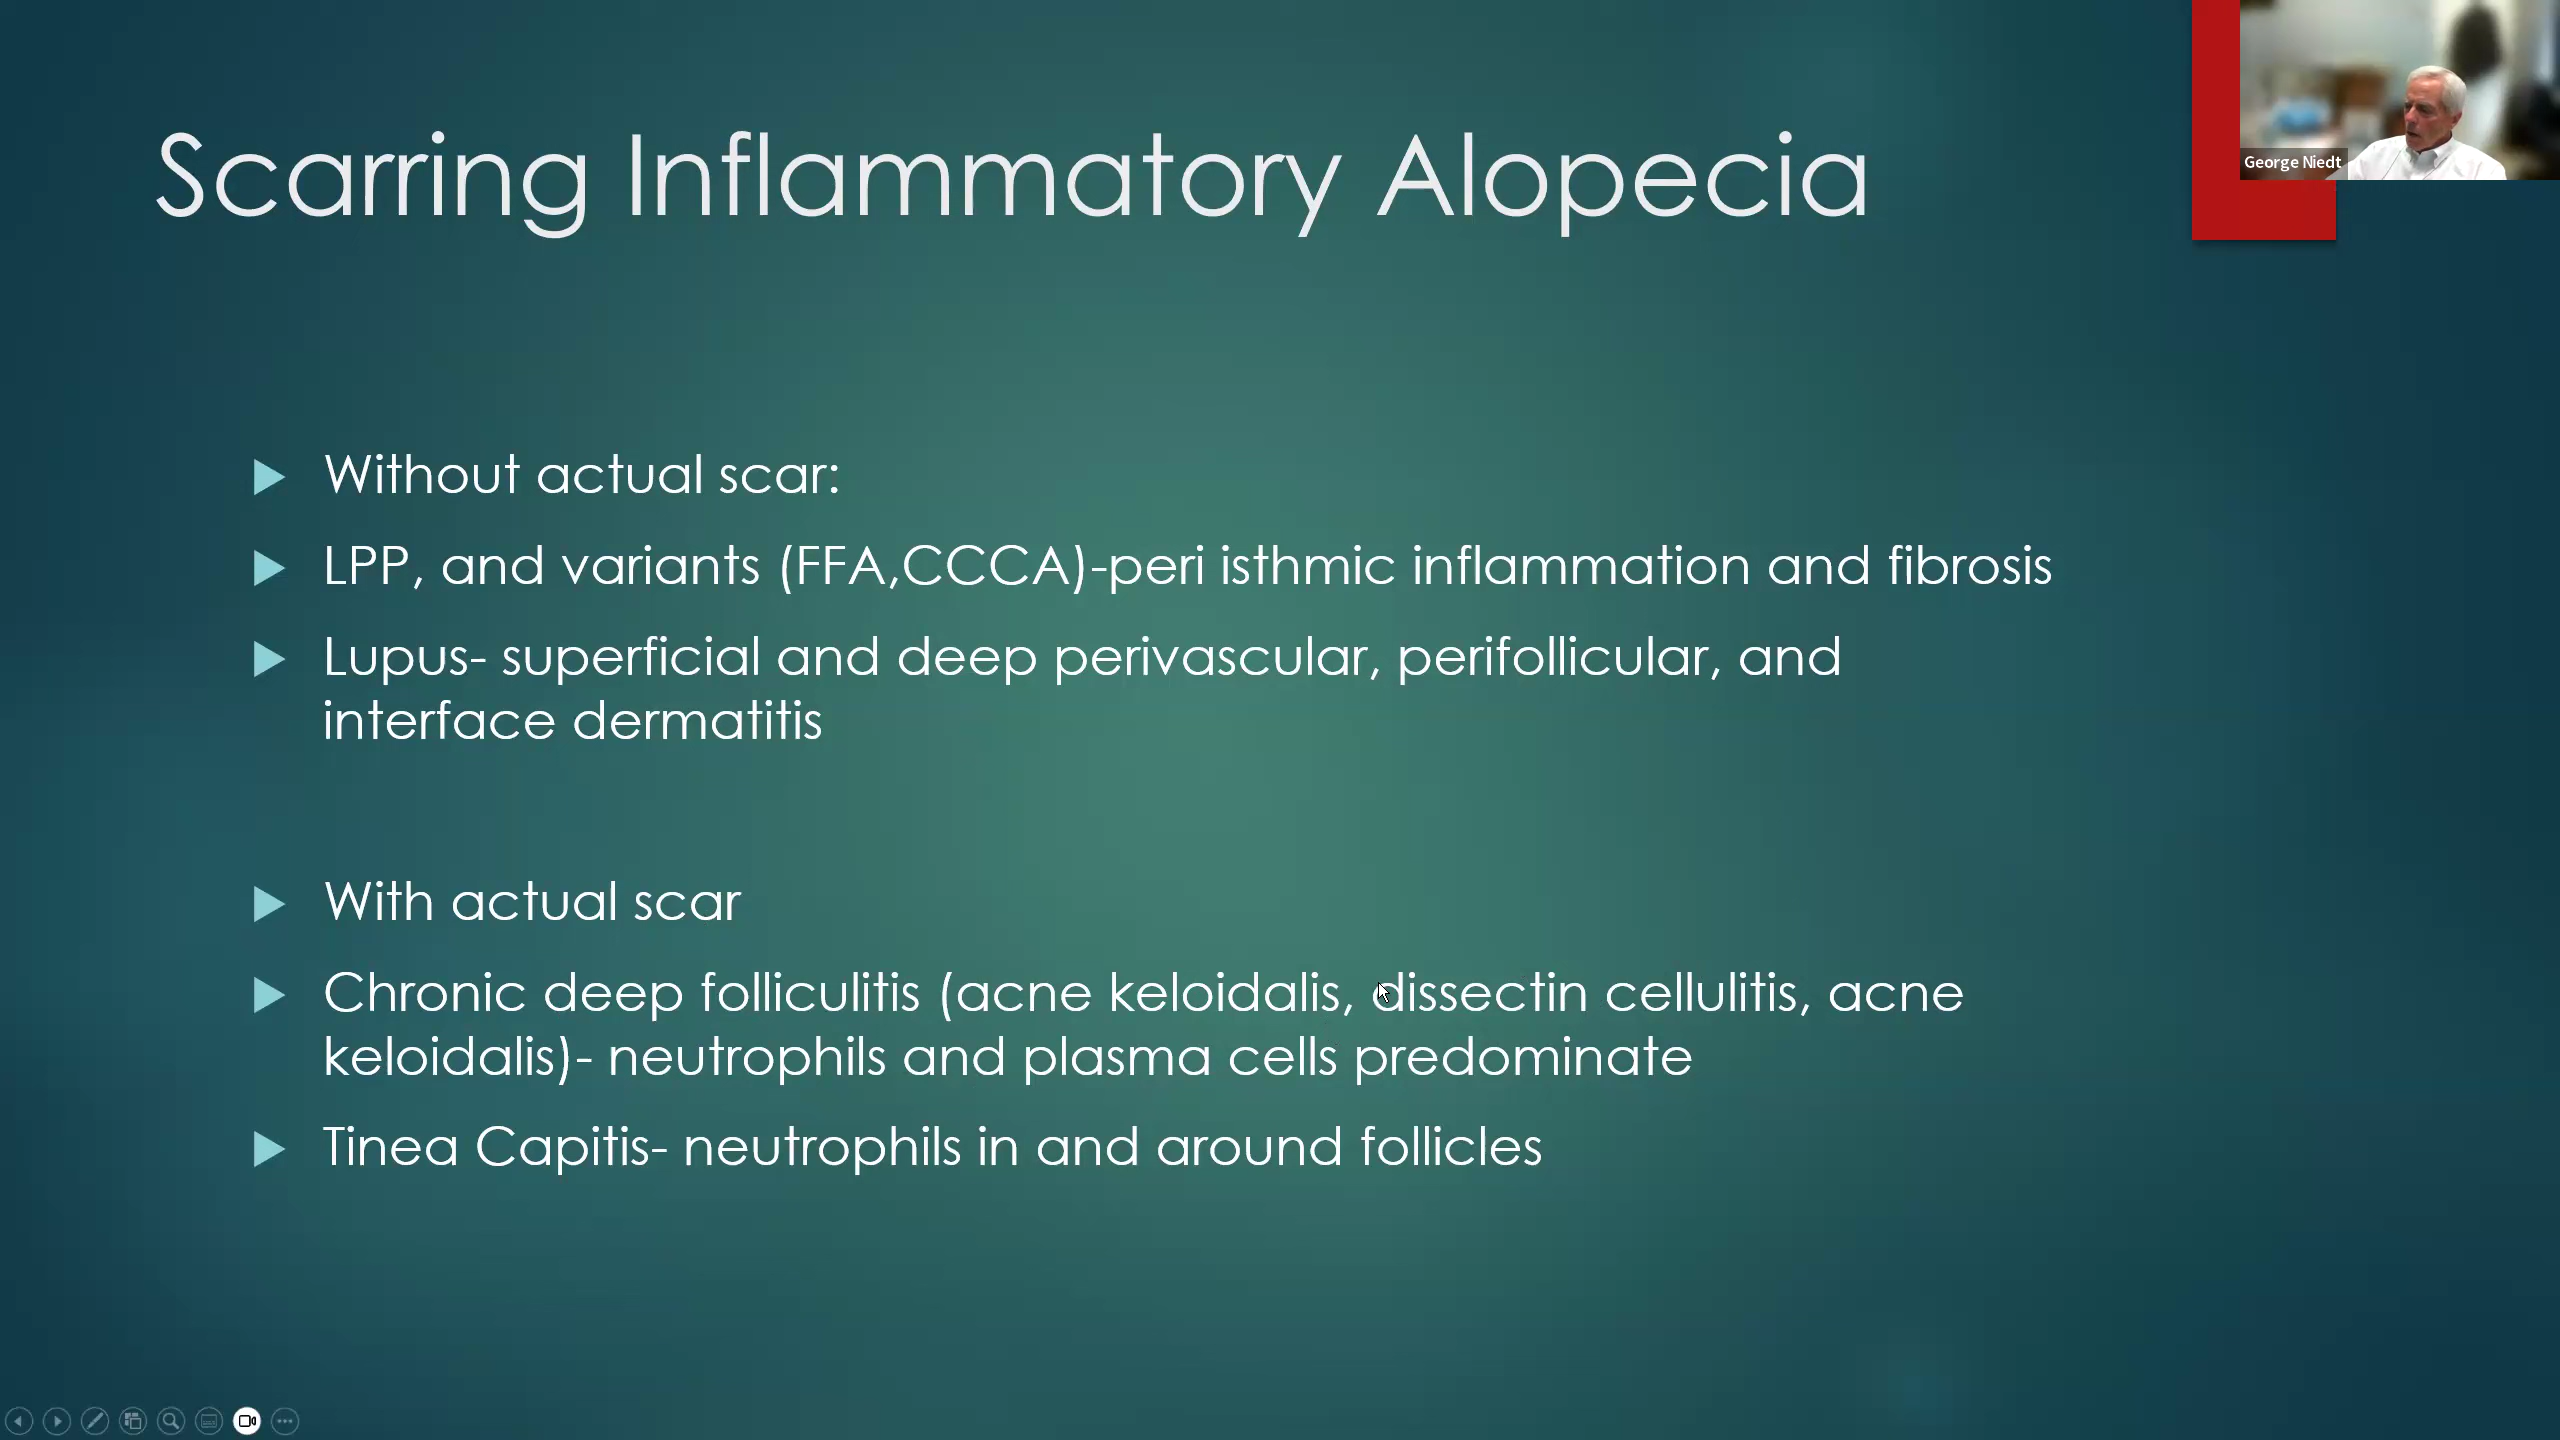 Scarring Inflammatory Alopecia
George Niedt
Without actual scar:
LPP, and variants (FFA,CCCA)-peri isthmic inflammation and fibrosis
Lupus- superficial and deep perivascular, perifollicular, and
interface dermatitis
With actual scar
Chronic deep folliculitis (acne keloidalis, dissectin cellulitis, acne
keloidalis)- neutrophils and plasma cells predominate
Tinea Capitis- neutrophils in and around follicles